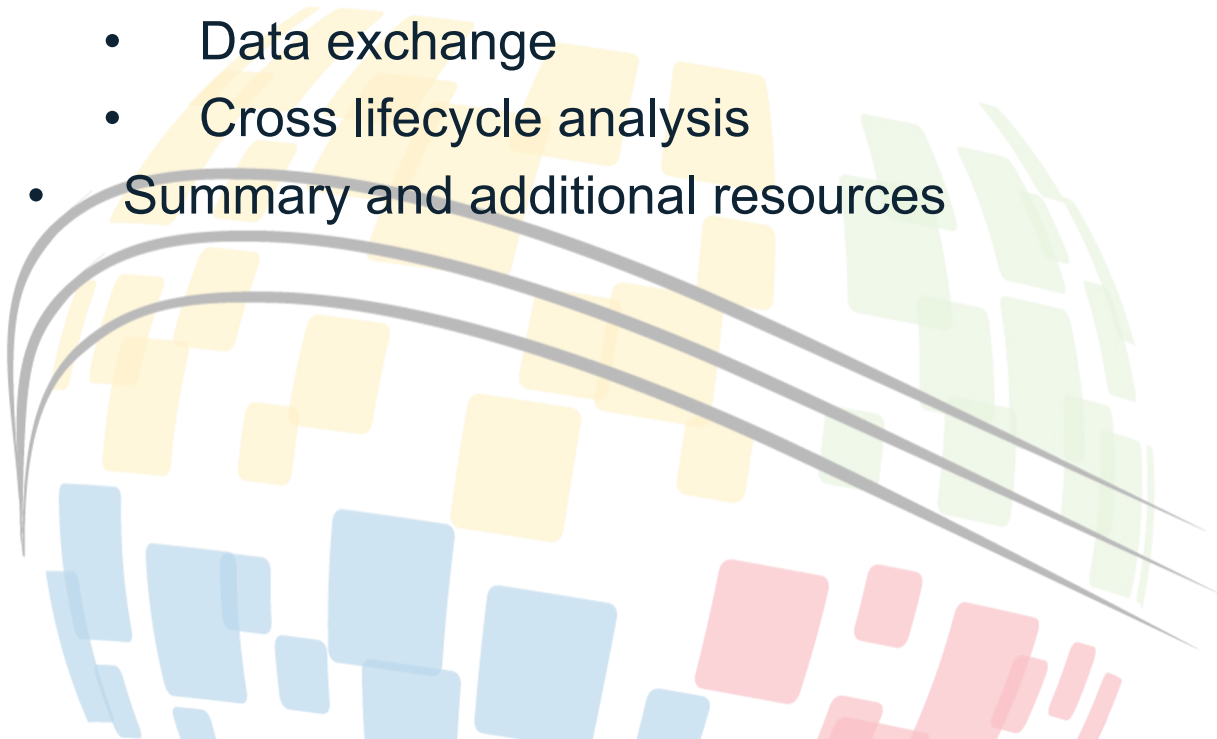 • Data exchange
• Cross lifecycle analysis
• Summary and additional resources